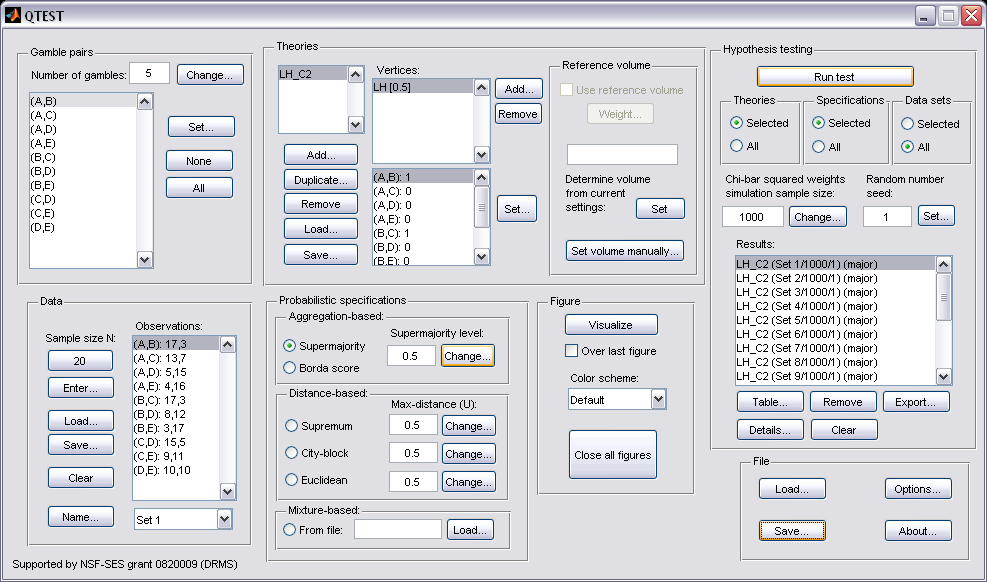 QTEST
Gamble pairs
Number of gambles: 5 Change...
(A,B)
(A,C)
(A,D)
(A,E)
(B,C)
(B,D)
(B,E)
(C,D)
(C,E)
(D,E)
Set...
None
All
Theories
LH_C2
Add...
Duplicate...
Remove
Load...
Save...
Vertices:
LH [0.5]
Add...
Remove
(A,B): 1
(A,C): 0
(A,D): 0
(A,E): 0
(B,C): 1
(B,D): 0
(B,E): 0
Set...
Reference volume
Use reference volume
Weight...
Determine volume
from current
settings:
Set
Set volume manually...
Hypothesis testing
Run test
Theories
Selected
All
Specifications
Selected
All
Data sets
Selected
All
Chi-bar squared weights
simulation sample size:
1000 Change...
Random number
seed:
1 Set...
Results:
LH_C2 (Set 1/1000/1) (major)
LH_C2 (Set 2/1000/1) (major)
LH_C2 (Set 3/1000/1) (major)
LH_C2 (Set 4/1000/1) (major)
LH_C2 (Set 5/1000/1) (major)
LH_C2 (Set 6/1000/1) (major)
LH_C2 (Set 7/1000/1) (major)
LH_C2 (Set 8/1000/1) (major)
LH_C2 (Set 9/1000/1) (major)
Table... Remove Export...
Details... Clear
Data
Sample size N:
20
Enter...
Load...
Save...
Clear
Name...
Observations:
(A,B): 17,3
(A,C): 13,7
(A,D): 5,15
(A,E): 4,16
(B,C): 17,3
(B,D): 8,12
(B,E): 3,17
(C,D): 15,5
(C,E): 9,11
(D,E): 10,10
Set 1
Probabilistic specifications
Aggregation-based:
Supermajority level:
Supermajority 0.5 Change...
Borda score
Distance-based:
Max-distance (U):
Supremum 0.5 Change...
City-block 0.5 Change...
Euclidean 0.5 Change...
Mixture-based:
From file: Load...
Figure
Visualize
Over last figure
Color scheme:
Default
Close all figures
File
Load... Options...
Save... About...
Supported by NSF-SES grant 0820009 (DRMS)